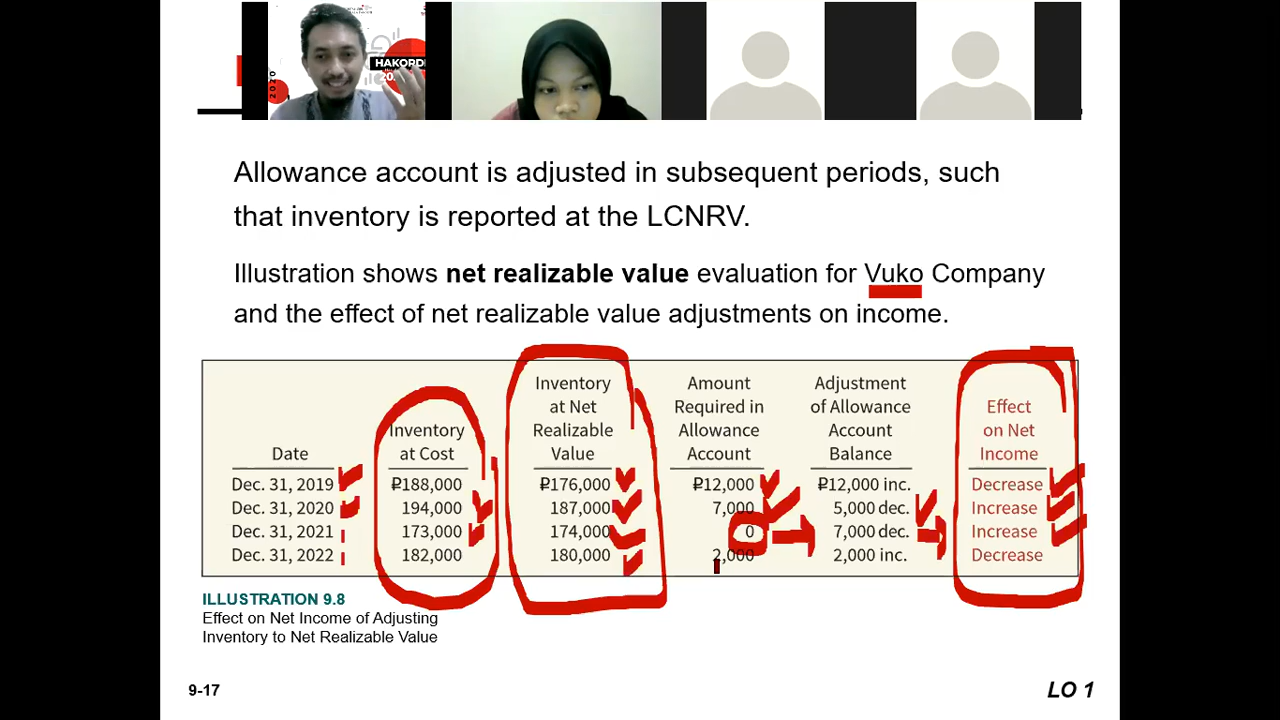 HAKORDI
2020
Allowance account is adjusted in subsequent periods, such
that inventory is reported at the LCNRV.
Illustration shows net realizable value evaluation for Vuko Company
and the effect of net realizable value adjustments on income.
Date Inventory at Cost Inventory at Net Realizable Value Amount Required in Allowance Account Adjustment of Allowance Account Balance Effect on Net Income
Dec. 31, 2019 ₽188,000 ₽176,000 ₽12,000 ₽12,000 inc. Decrease
Dec. 31, 2020 194,000 187,000 7,000 5,000 dec. Increase
Dec. 31, 2021 173,000 174,000 0 7,000 dec. Increase
Dec. 31, 2022 182,000 180,000 2,000 2,000 inc. Decrease
ILLUSTRATION 9.8
Effect on Net Income of Adjusting
Inventory to Net Realizable Value
9-17
LO 1